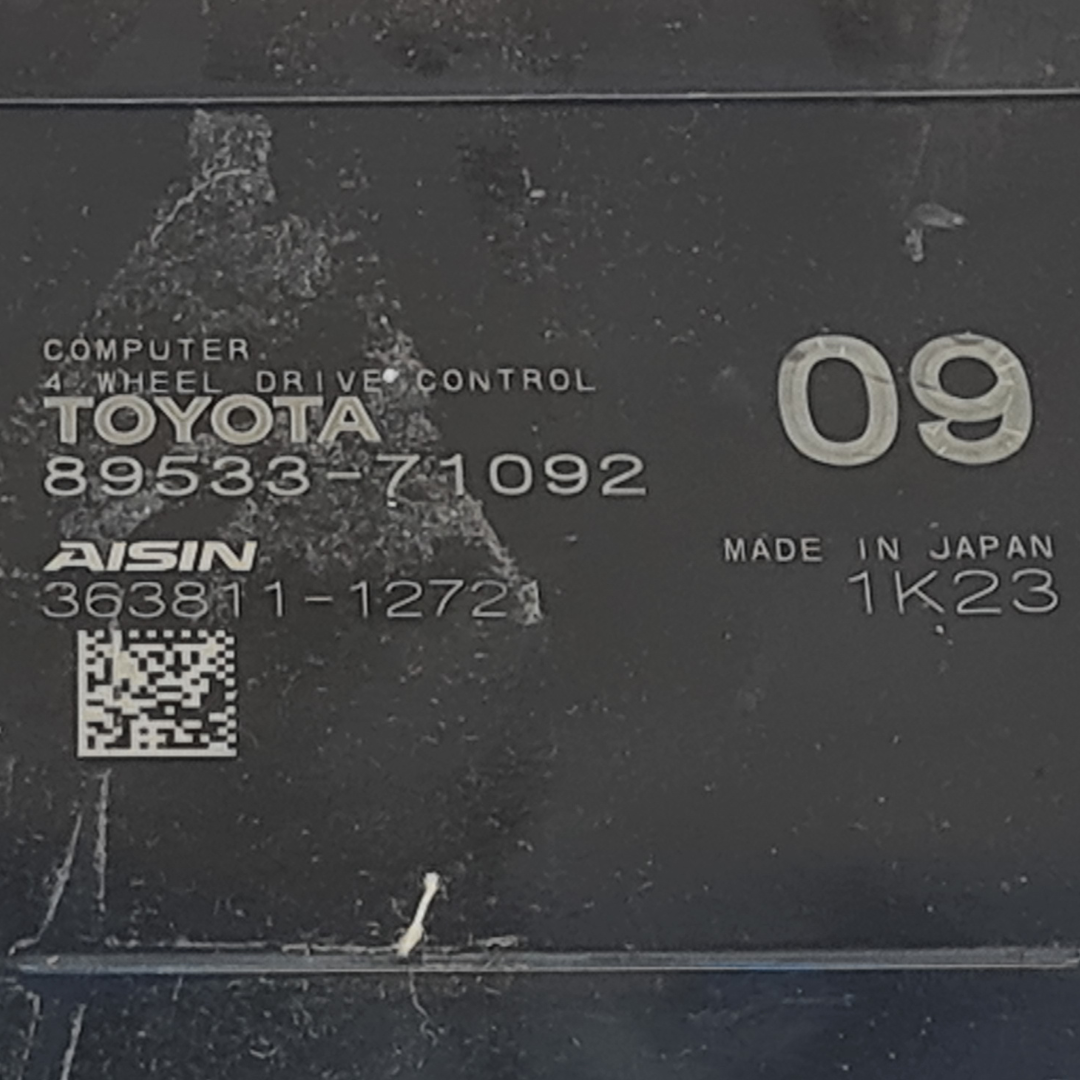 COMPUTER.
4 WHEEL DRIVE CONTROL
TOYOTA
89533-71092
09
AISIN
363811-12721
MADE IN JAPAN
1K23